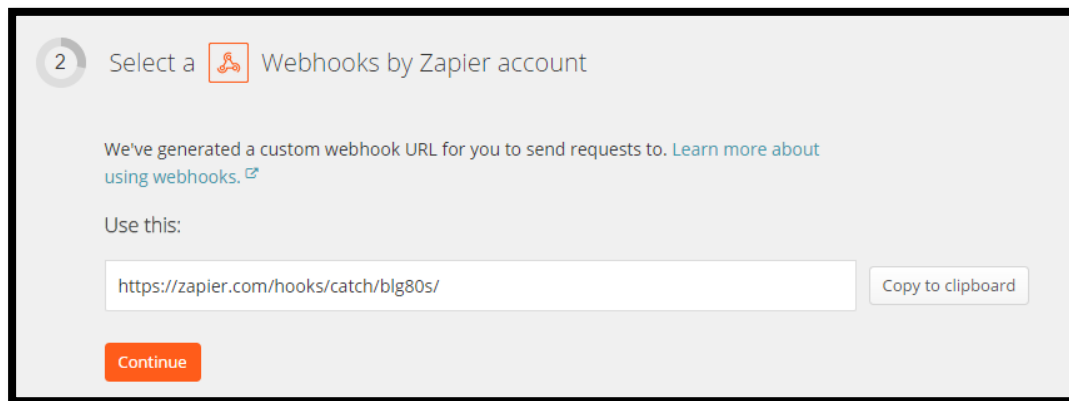 2 Select a Webhooks by Zapier account
We've generated a custom webhook URL for you to send requests to. Learn more about
using webhooks.
Use this:
https://zapier.com/hooks/catch/blg80s/ Copy to clipboard
Continue